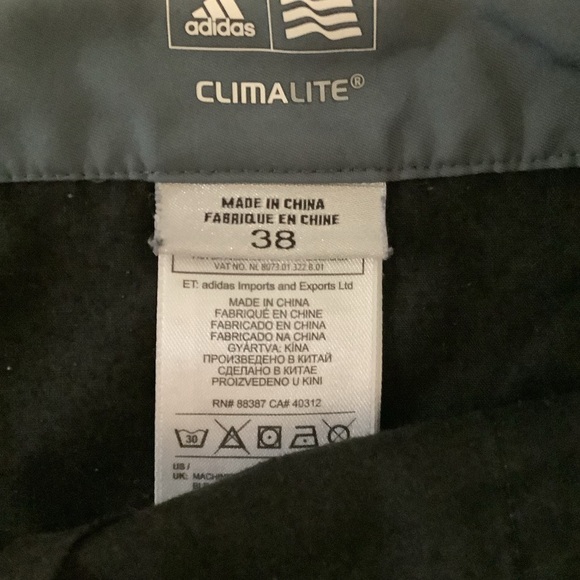 adidas
CLIMALITE®
MADE IN CHINA
FABRIQUE EN CHINE
38
VAT NO. NL 8073.01.322.B.01
ET: adidas Imports and Exports Ltd
MADE IN CHINA
FABRIQUÉ EN CHINE
FABRICADO EN CHINA
FABRICADO NA CHINA
GYÁRTVA: KÍNA
ПРОИЗВЕДЕНО В КИТАЙ
СДЕЛАНО В КИТАЕ
PROIZVEDENO U KINI
RN# 88387 CA# 40312
30
US /
UK: